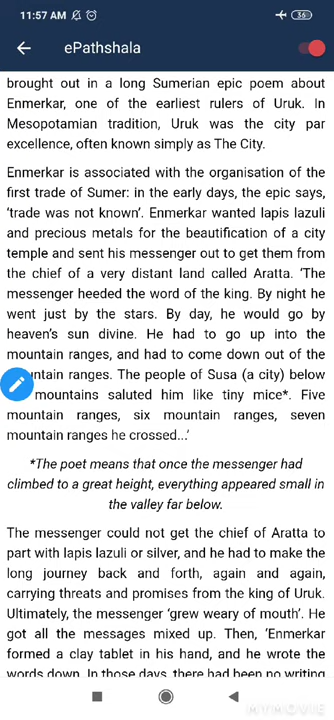 11:57 AM
36
ePathshala
brought out in a long Sumerian epic poem about
Enmerkar, one of the earliest rulers of Uruk. In
Mesopotamian tradition, Uruk was the city par
excellence, often known simply as The City.
Enmerkar is associated with the organisation of the
first trade of Sumer: in the early days, the epic says,
‘trade was not known’. Enmerkar wanted lapis lazuli
and precious metals for the beautification of a city
temple and sent his messenger out to get them from
the chief of a very distant land called Aratta. ‘The
messenger heeded the word of the king. By night he
went just by the stars. By day, he would go by
heaven’s sun divine. He had to go up into the
mountain ranges, and had to come down out of the
ntain ranges. The people of Susa (a city) below
mountains saluted him like tiny mice*. Five
mountain ranges, six mountain ranges, seven
mountain ranges he crossed...’
*The poet means that once the messenger had
climbed to a great height, everything appeared small in
the valley far below.
The messenger could not get the chief of Aratta to
part with lapis lazuli or silver, and he had to make the
long journey back and forth, again and again,
carrying threats and promises from the king of Uruk.
Ultimately, the messenger ‘grew weary of mouth’. He
got all the messages mixed up. Then, ‘Enmerkar
formed a clay tablet in his hand, and he wrote the
words down. In those days, there had been no writing
MYMOVIE